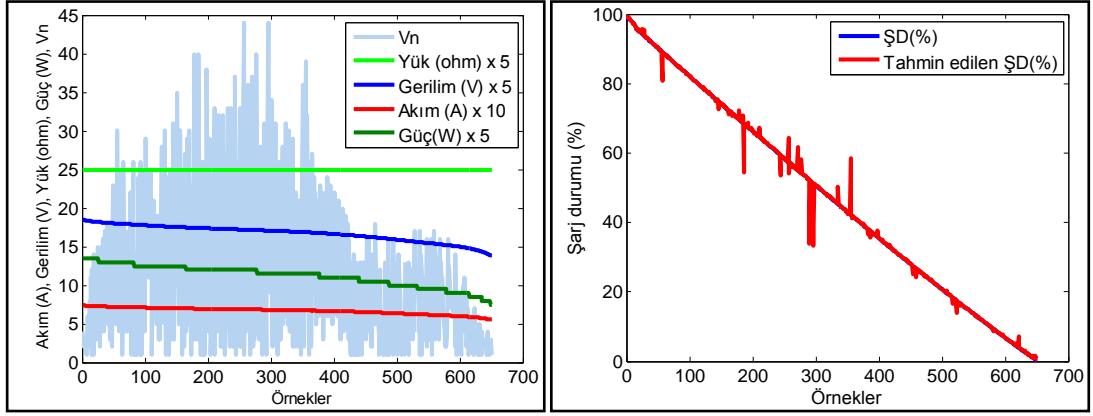 Akım (A), Gerilim (V), Yük (ohm), Güç (W), Vn
45
40
35
30
25
20
15
10
5
0
0 100 200 300 400 500 600 700
Örnekler
Vn
Yük (ohm) x 5
Gerilim (V) x 5
Akım (A) x 10
Güç(W) x 5
Şarj durumu (%)
100
80
60
40
20
0
0 100 200 300 400 500 600 700
Örnekler
ŞD(%)
Tahmin edilen ŞD(%)